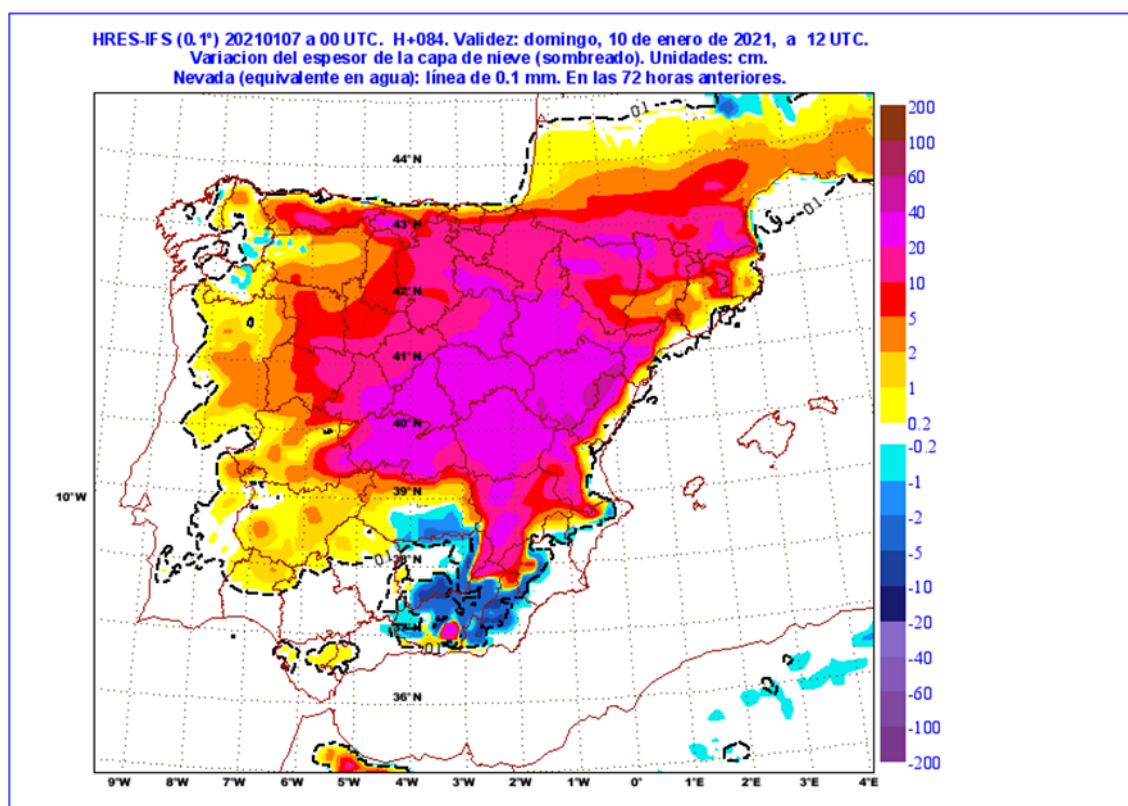 HRES-IFS (0.1°) 20210107 a 00 UTC. H+084. Validez: domingo, 10 de enero de 2021, a 12 UTC.
Variacion del espesor de la capa de nieve (sombreado). Unidades: cm.
Nevada (equivalente en agua): línea de 0.1 mm. En las 72 horas anteriores.
200
100
60
40
20
10
5
2
1
0.2
-0.2
-1
-2
-5
-10
-20
-40
-60
-100
-200
01
44°N
01
43°N
42°N
41°N
40°N
10°W
39°N
01
01
36°N
9°W 8°W 7°W 6°W 5°W 4°W 3°W 2°W 1°W 0° 1°E 2°E 3°E 4°E